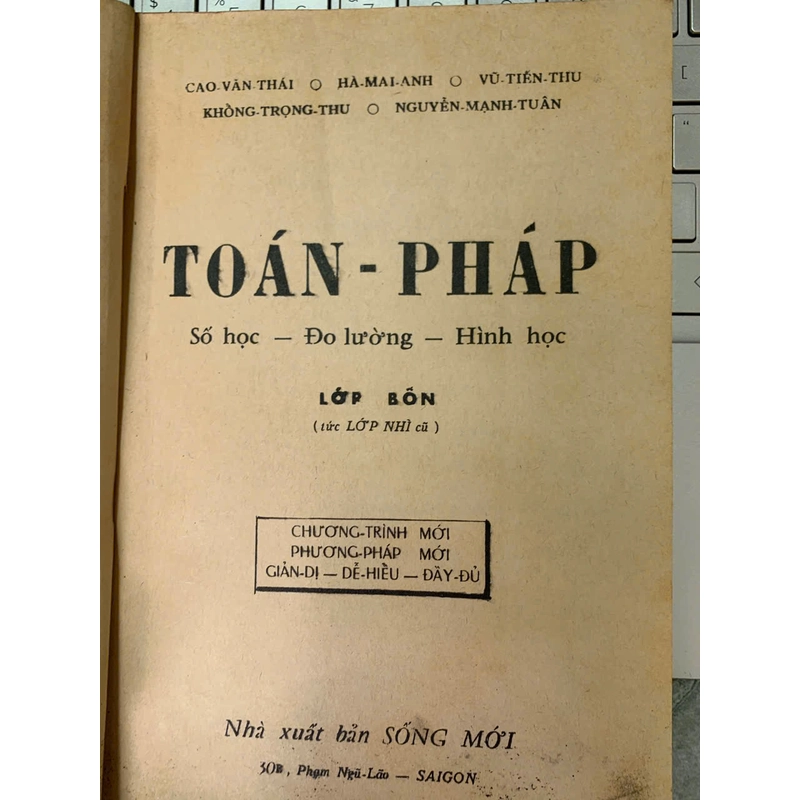 CAO-VĂN-THÁI ○ HÀ-MAI-ANH ○ VŨ-TIẾN-THU
KHỔNG-TRỌNG-THU ○ NGUYỄN-MẠNH-TUÂN
TOÁN - PHÁP
Số học — Đo lường — Hình học
LỚP BỐN
( tức LỚP NHÌ cũ )
CHƯƠNG-TRÌNH MỚI
PHƯƠNG-PHÁP MỚI
GIẢN-DỊ — DỄ-HIỂU — ĐẦY-ĐỦ
Nhà xuất bản SỐNG MỚI
30B, Phạm Ngũ-Lão — SAIGON